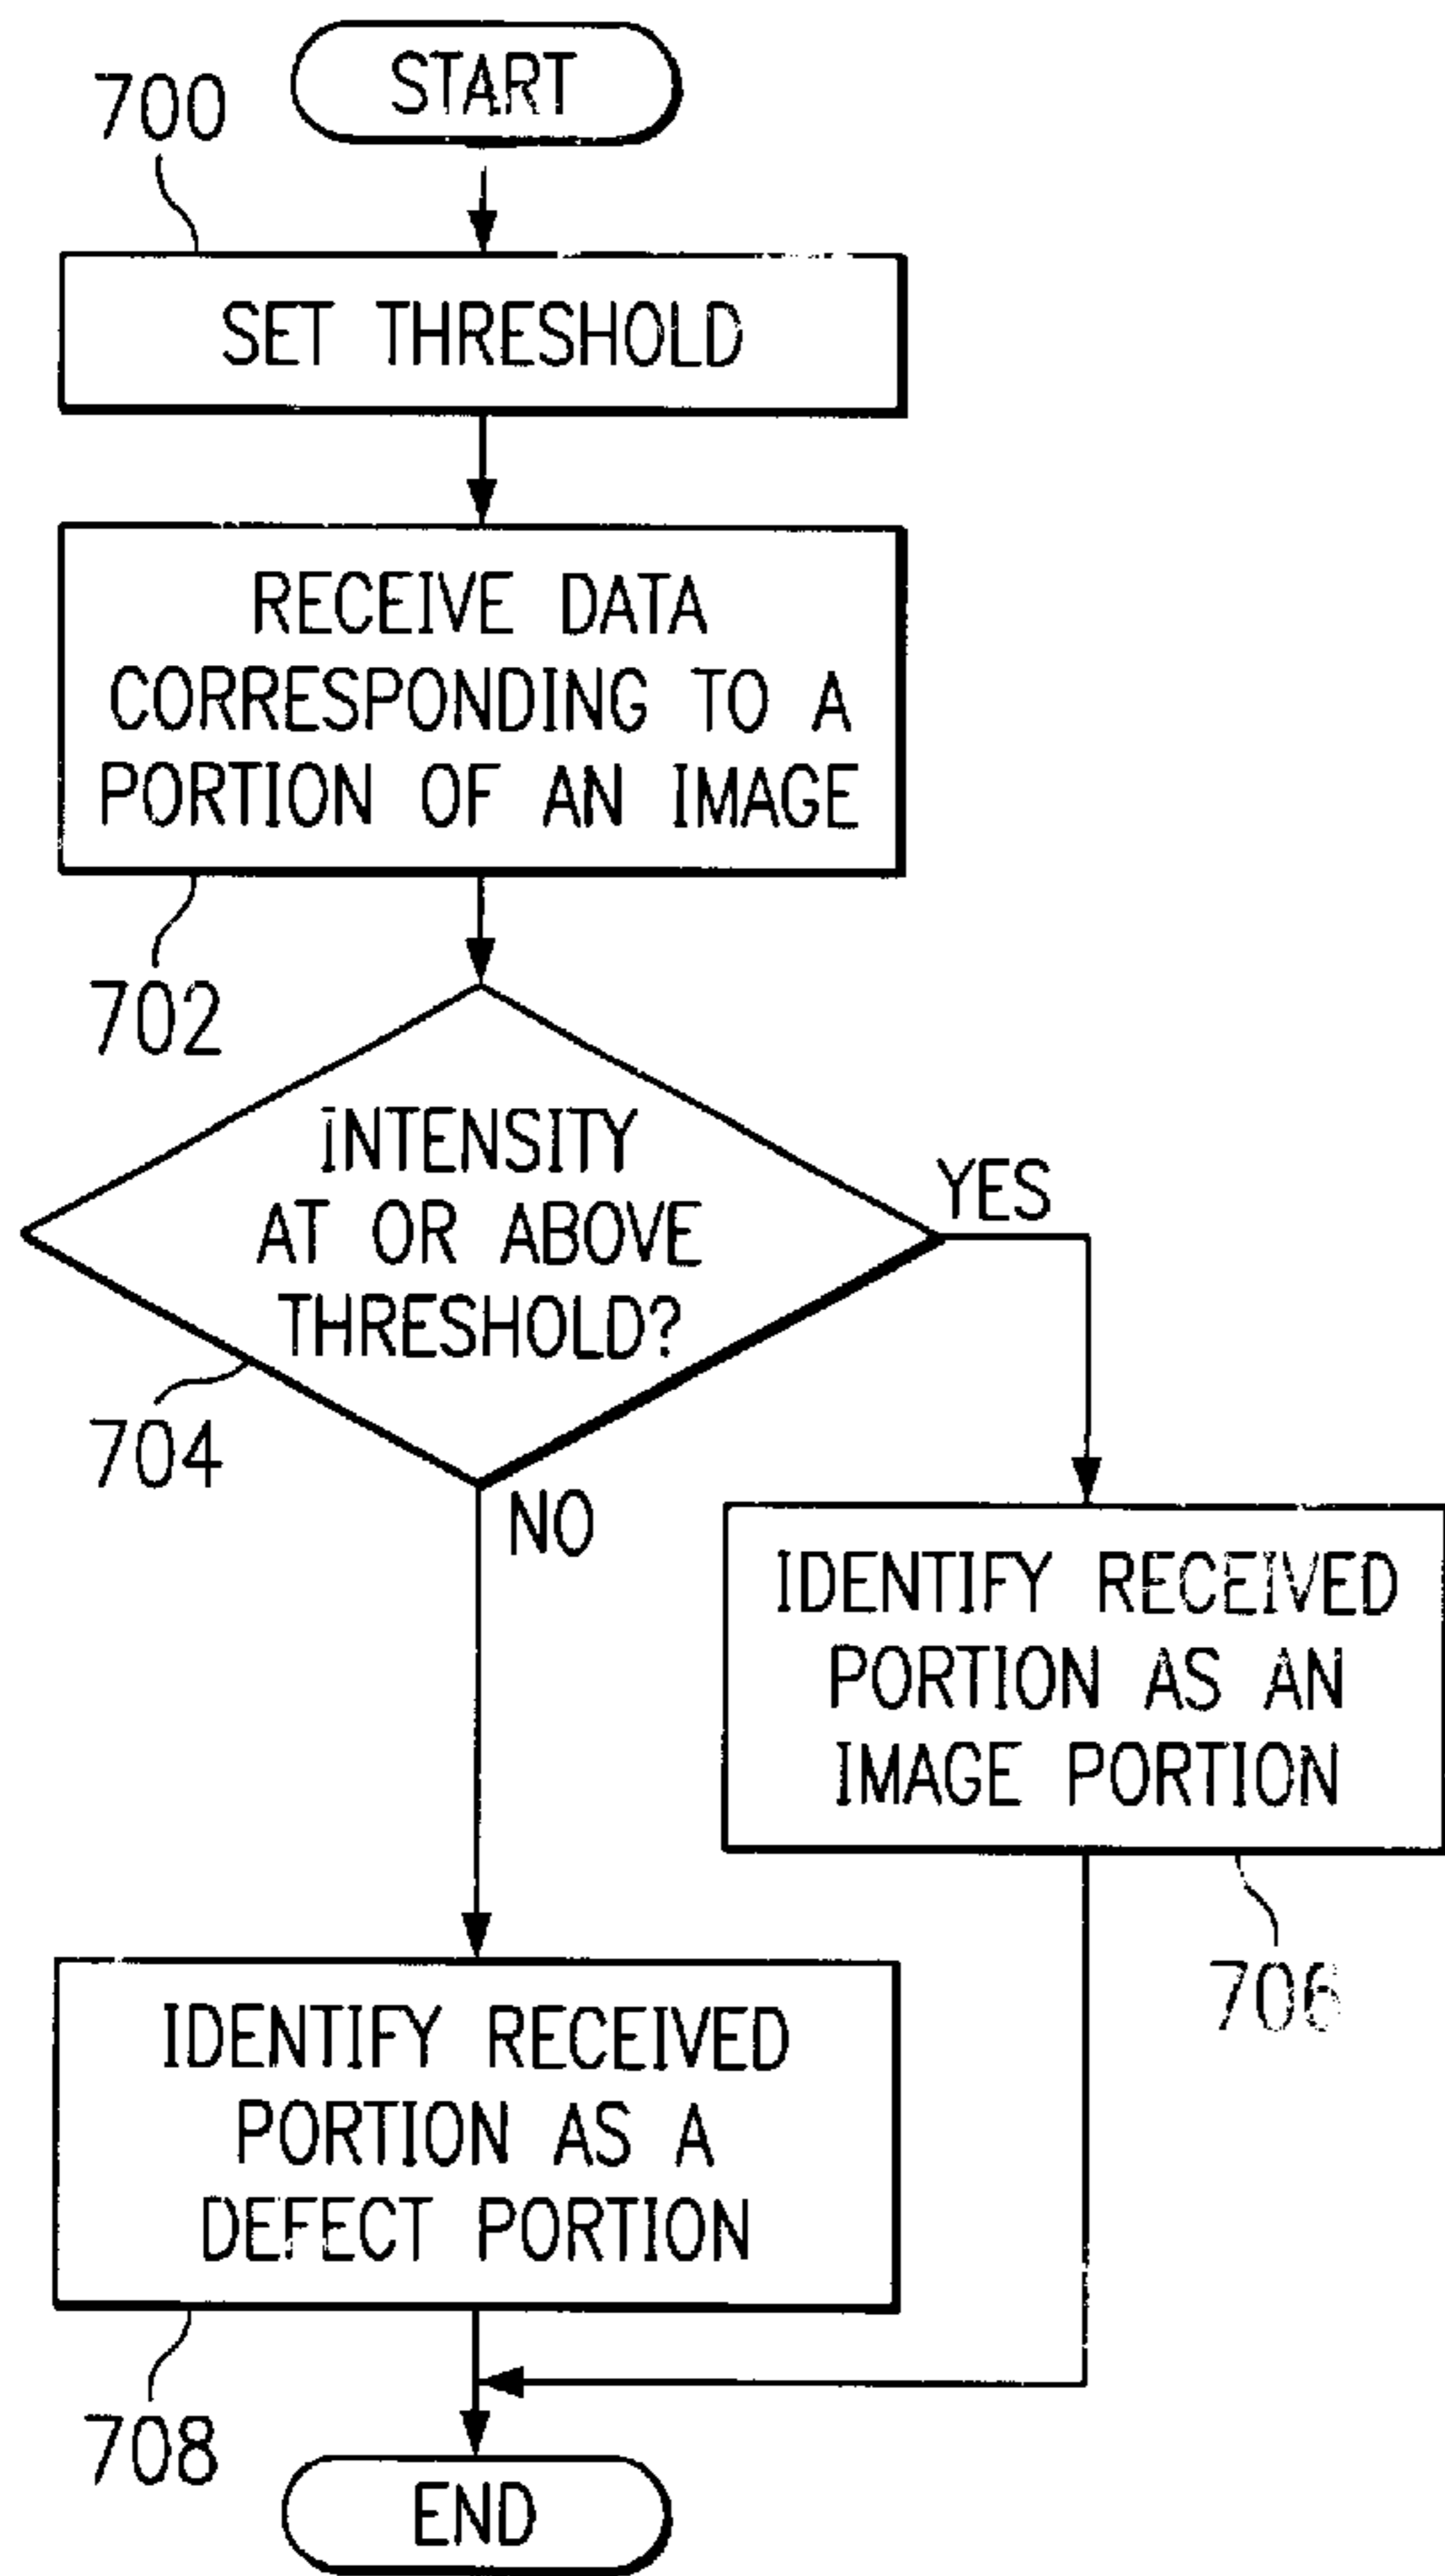 START
700
SET THRESHOLD
RECEIVE DATA
CORRESPONDING TO A
PORTION OF AN IMAGE
702
INTENSITY
AT OR ABOVE
THRESHOLD?
YES
704
NO
IDENTIFY RECEIVED
PORTION AS AN
IMAGE PORTION
706
IDENTIFY RECEIVED
PORTION AS A
DEFECT PORTION
708
END